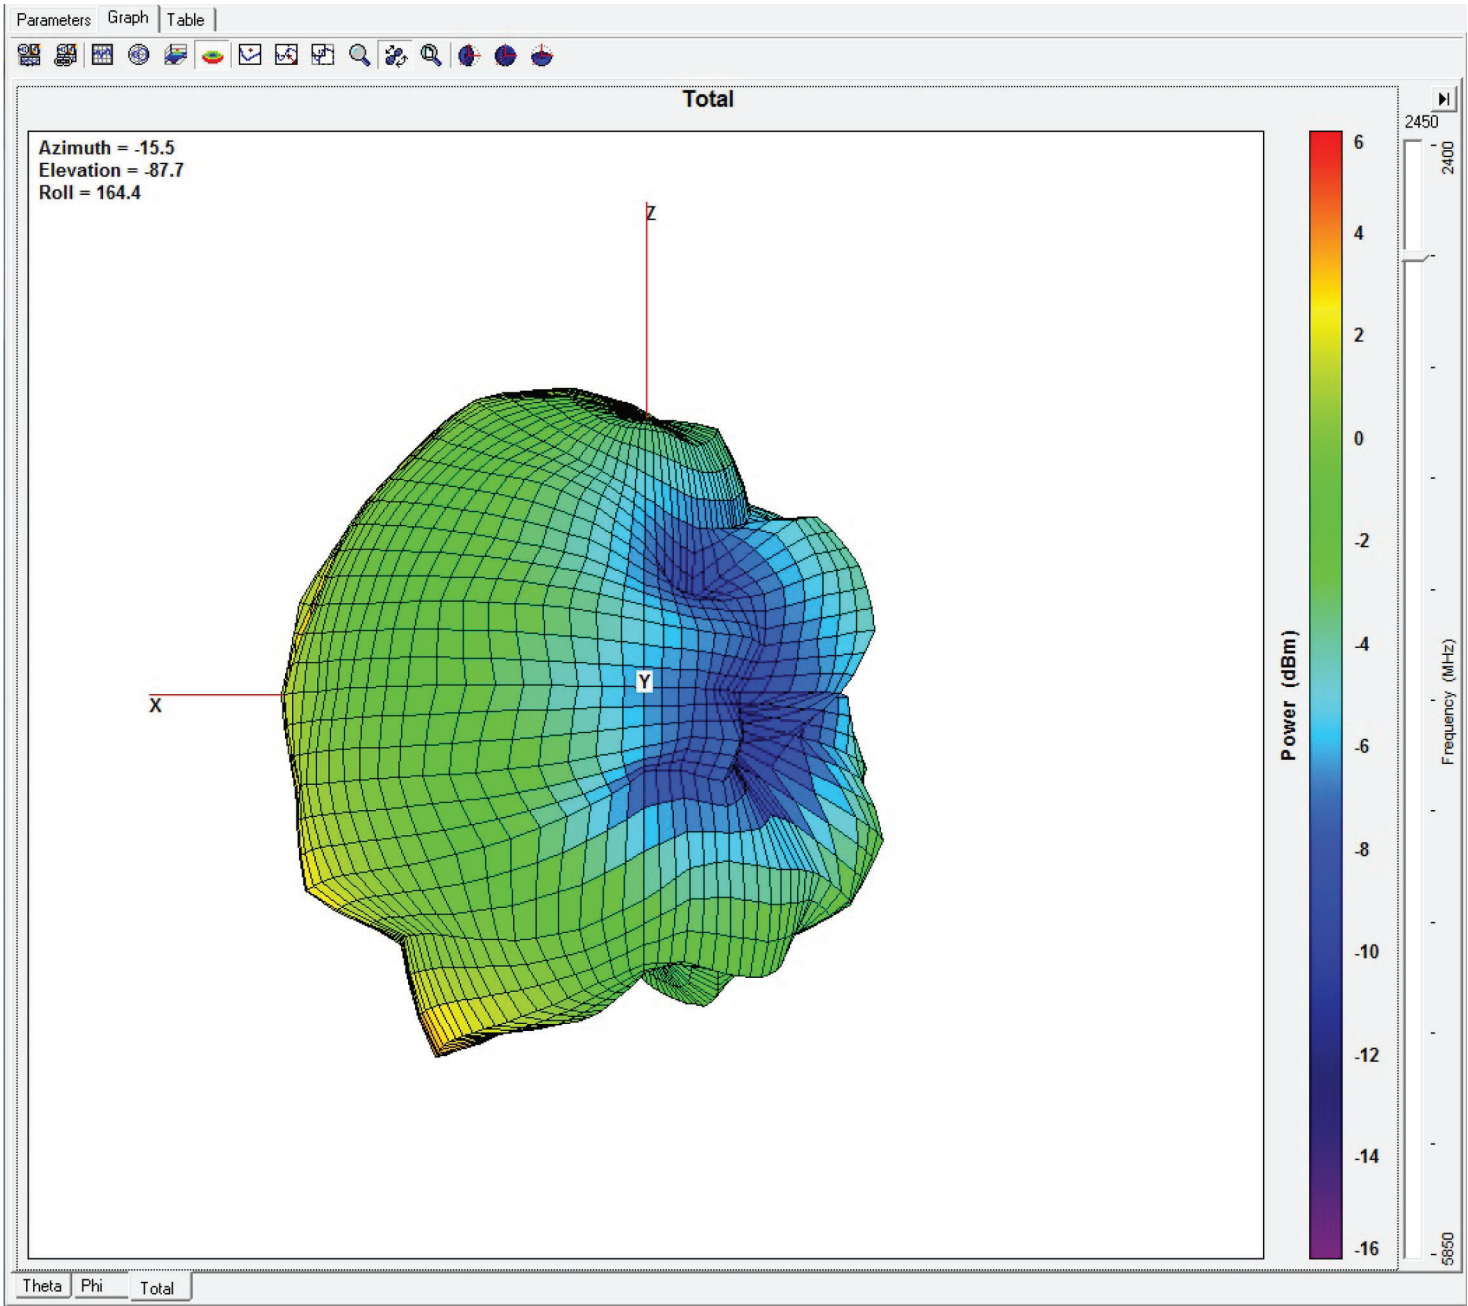 Parameters Graph Table
Total
Azimuth = -15.5
Elevation = -87.7
Roll = 164.4
Z
X
Y
6
4
2
0
-2
-4
-6
-8
-10
-12
-14
-16
Power (dBm)
2450
2400
Frequency (MHz)
5850
Theta Phi Total